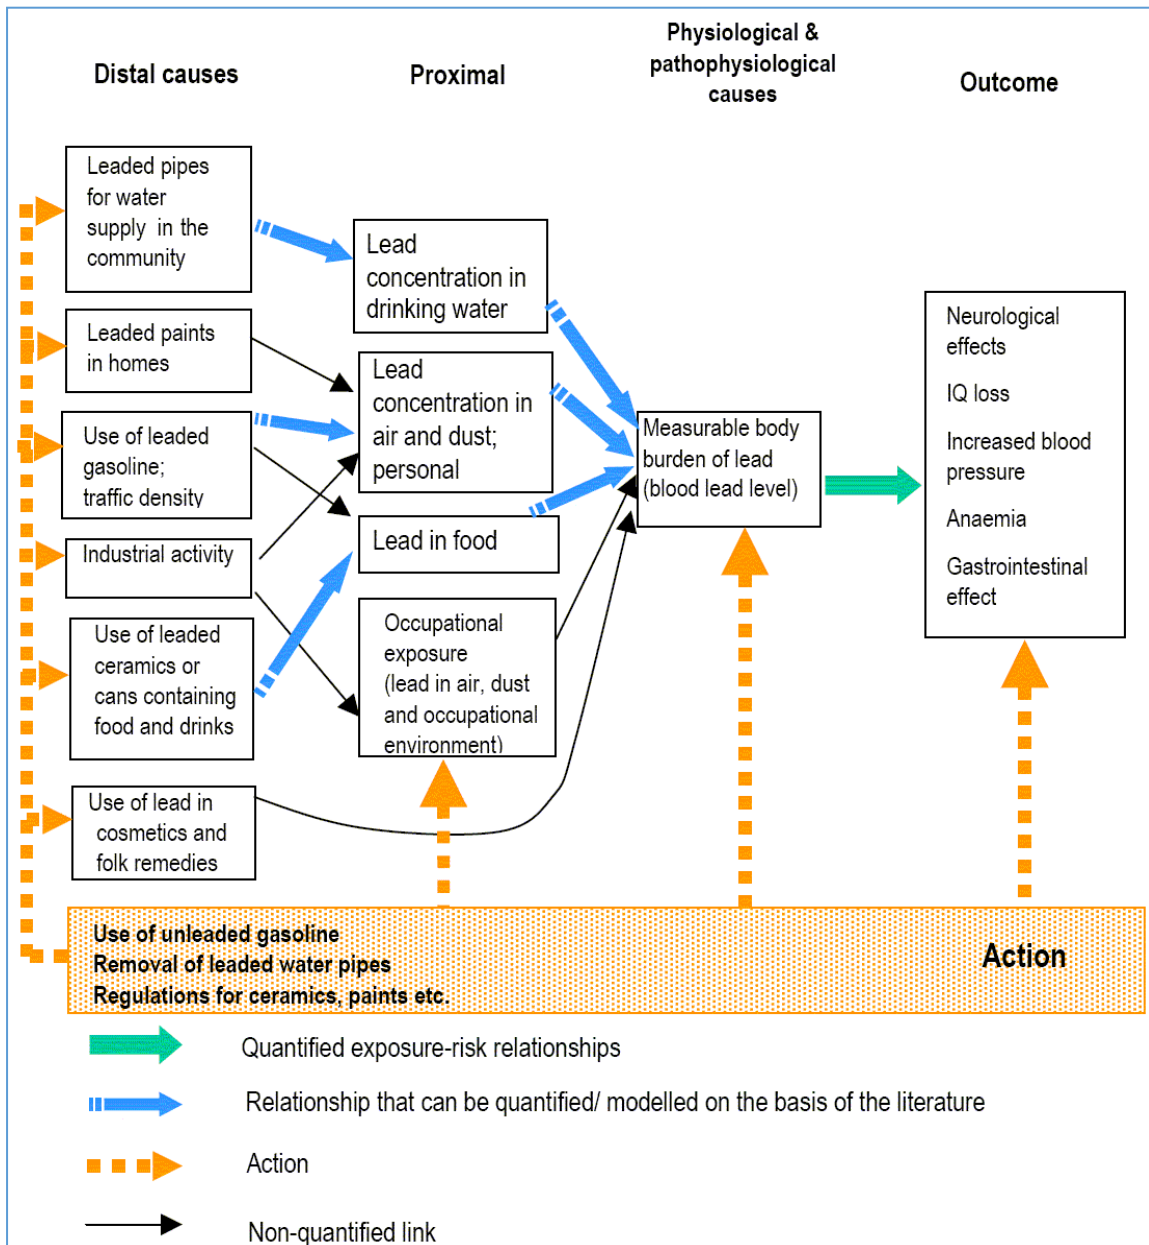 Distal causes
Proximal
Physiological &
pathophysiological
causes
Outcome
Leaded pipes
for water
supply in the
community
Leaded paints
in homes
Use of leaded
gasoline;
traffic density
Industrial activity
Use of leaded
ceramics or
cans containing
food and drinks
Use of lead in
cosmetics and
folk remedies
Lead
concentration in
drinking water
Lead
concentration in
air and dust;
personal
Lead in food
Occupational
exposure
(lead in air, dust
and occupational
environment)
Measurable body
burden of lead
(blood lead level)
Neurological
effects
IQ loss
Increased blood
pressure
Anaemia
Gastrointestinal
effect
Use of unleaded gasoline
Removal of leaded water pipes
Regulations for ceramics, paints etc.
Action
Quantified exposure-risk relationships
Relationship that can be quantified/ modelled on the basis of the literature
Action
Non-quantified link